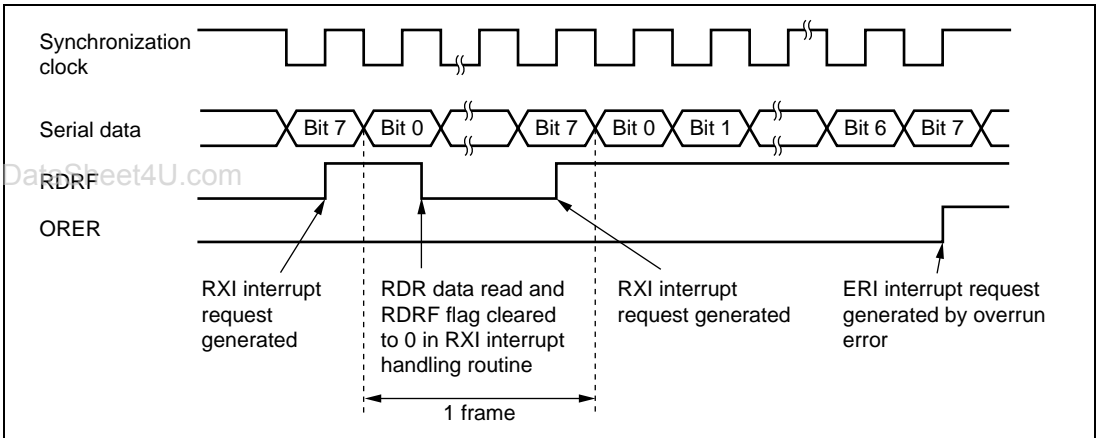 Synchronization
clock
Serial data
Bit 7
Bit 0
Bit 7
Bit 0
Bit 1
Bit 6
Bit 7
DataSheet4U.com
RDRF
ORER
RXI interrupt
request
generated
RDR data read and
RDRF flag cleared
to 0 in RXI interrupt
handling routine
RXI interrupt
request generated
ERI interrupt request
generated by overrun
error
1 frame